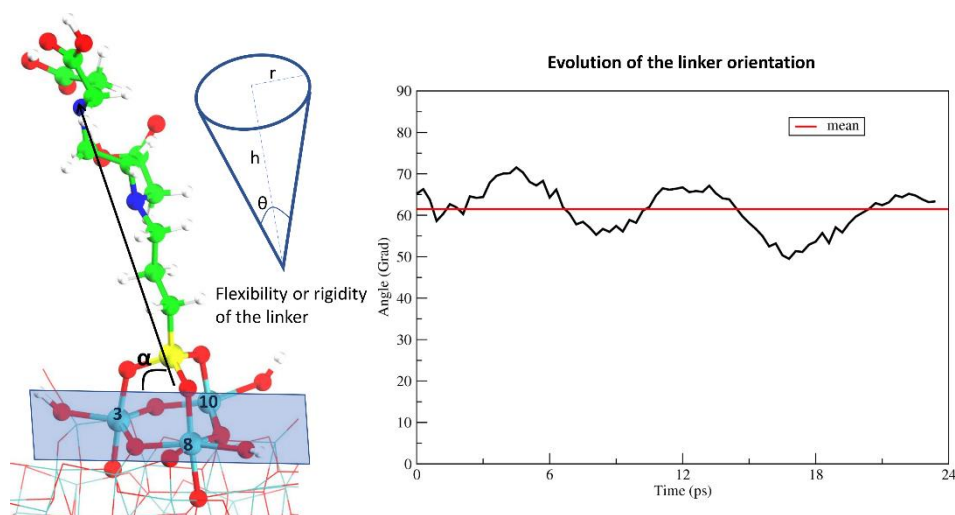 r
h
θ
Flexibility or rigidity
of the linker
α
3
10
8
Evolution of the linker orientation
mean
90
80
70
60
50
40
30
20
10
0
Angle (Grad)
0 6 12 18 24
Time (ps)